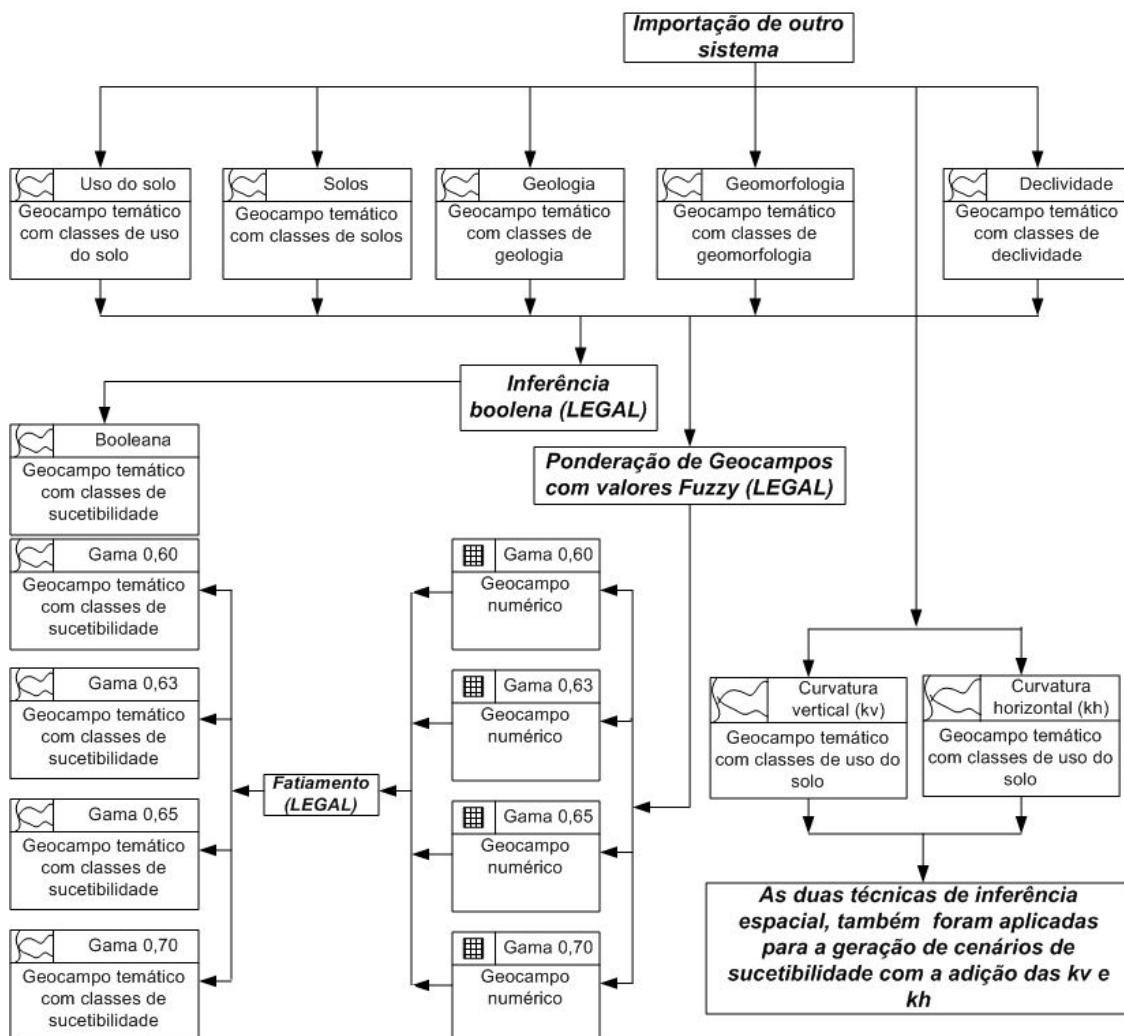 Importação de outro
sistema
Uso do solo
Geocampo temático
com classes de uso
do solo
Solos
Geocampo temático
com classes de solos
Geologia
Geocampo temático
com classes de
geologia
Geomorfologia
Geocampo temático
com classes de
geomorfologia
Declividade
Geocampo temático
com classes de
declividade
Inferência
boolena (LEGAL)
Booleana
Geocampo temático
com classes de
sucetibilidade
Ponderação de Geocampos
com valores Fuzzy (LEGAL)
Gama 0,60
Geocampo temático
com classes de
sucetibilidade
Gama 0,63
Geocampo temático
com classes de
sucetibilidade
Gama 0,65
Geocampo temático
com classes de
sucetibilidade
Gama 0,70
Geocampo temático
com classes de
sucetibilidade
Fatiamento
(LEGAL)
Gama 0,60
Geocampo
numérico
Gama 0,63
Geocampo
numérico
Gama 0,65
Geocampo
numérico
Gama 0,70
Geocampo
numérico
Curvatura
vertical (kv)
Geocampo temático
com classes de uso do
solo
Curvatura
horizontal (kh)
Geocampo temático
com classes de uso do
solo
As duas técnicas de inferência
espacial, também foram aplicadas
para a geração de cenários de
sucetibilidade com a adição das kv e
kh